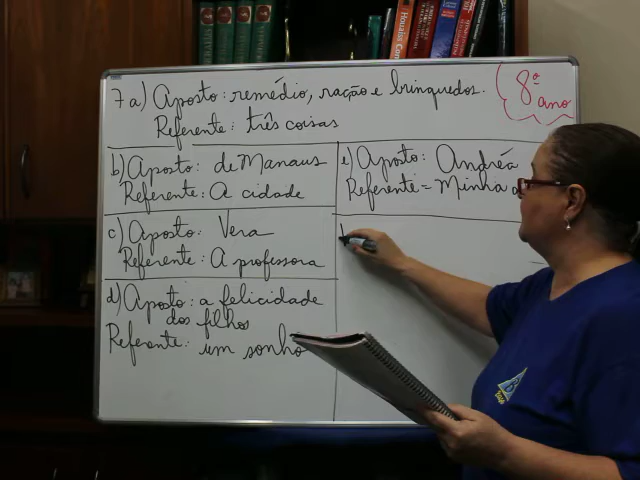 7 a) Aposto: remédio, ração e brinquedos.
Referente: três coisas
8º
ano
b) Aposto: de Manaus
Referente: A cidade
c) Aposto: Vera
Referente: A professora
d) Aposto: a felicidade
dos filhos
Referente: um sonho
e) Aposto: Andréa
Referente = Minha a
Houaiss